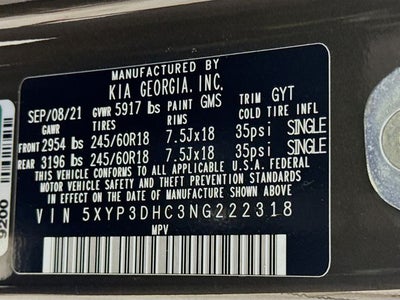 MANUFACTURED BY
KIA GEORGIA, INC.
SEP/08/21 GVWR 5917 lbs PAINT GMS TRIM GYT
GAWR TIRES RIMS COLD TIRE INFL
FRONT 2954 lbs 245/60R18 7.5Jx18 35psi SINGLE
REAR 3196 lbs 245/60R18 7.5Jx18 35psi SINGLE
THIS VEHICLE CONFORMS TO ALL APPLICABLE U.S.A. FEDERAL
MOTOR VEHICLE SAFETY AND BUMPER STANDARDS IN
EFFECT ON THE DATE OF MANUFACTURE SHOWN ABOVE.
VIN 5XYP3DHC3NG222318
MPV
9200